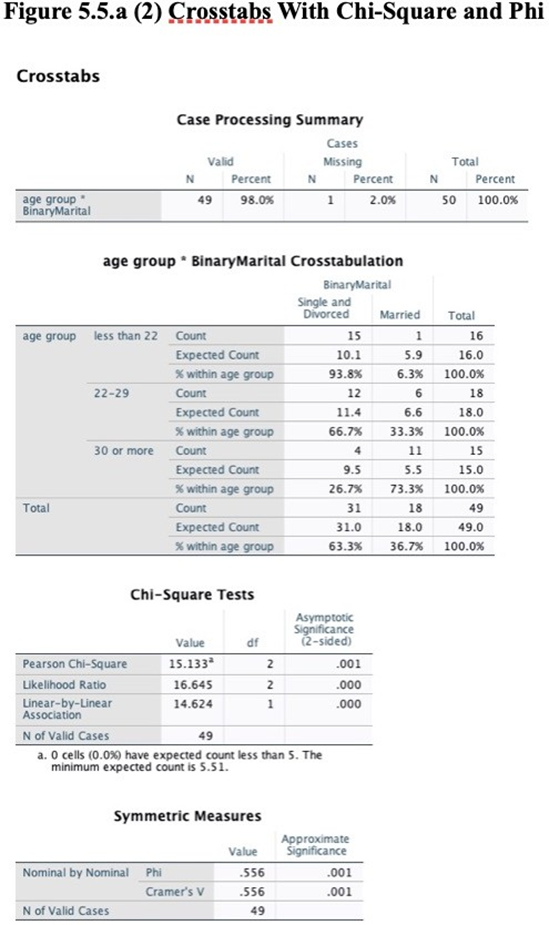 Figure 5.5.a (2) Crosstabs With Chi-Square and Phi
Crosstabs
Case Processing Summary
Cases
Valid Missing Total
N Percent N Percent N Percent
age group * BinaryMarital 49 98.0% 1 2.0% 50 100.0%
age group * BinaryMarital Crosstabulation
BinaryMarital
Single and Divorced Married Total
age group less than 22 Count 15 1 16
Expected Count 10.1 5.9 16.0
% within age group 93.8% 6.3% 100.0%
22-29 Count 12 6 18
Expected Count 11.4 6.6 18.0
% within age group 66.7% 33.3% 100.0%
30 or more Count 4 11 15
Expected Count 9.5 5.5 15.0
% within age group 26.7% 73.3% 100.0%
Total Count 31 18 49
Expected Count 31.0 18.0 49.0
% within age group 63.3% 36.7% 100.0%
Chi-Square Tests
Value df Asymptotic Significance (2-sided)
Pearson Chi-Square 15.133ª 2 .001
Likelihood Ratio 16.645 2 .000
Linear-by-Linear Association 14.624 1 .000
N of Valid Cases 49
a. 0 cells (0.0%) have expected count less than 5. The
minimum expected count is 5.51.
Symmetric Measures
Value Approximate Significance
Nominal by Nominal Phi .556 .001
Cramer's V .556 .001
N of Valid Cases 49